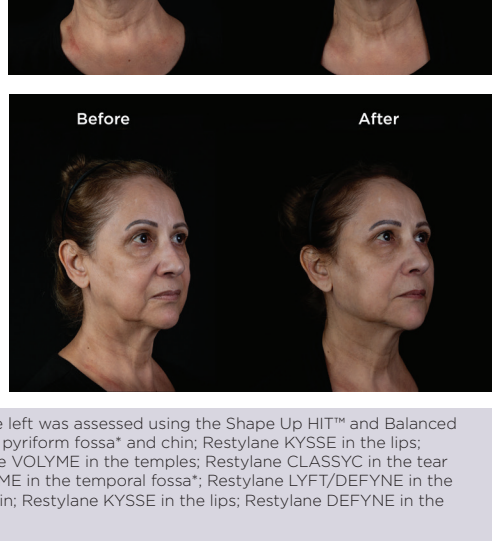 Before
After
e left was assessed using the Shape Up HIT™ and Balanced
pyriform fossa* and chin; Restylane KYSSE in the lips;
e VOLYME in the temples; Restylane CLASSYC in the tear
ME in the temporal fossa*; Restylane LYFT/DEFYNE in the
in; Restylane KYSSE in the lips; Restylane DEFYNE in the